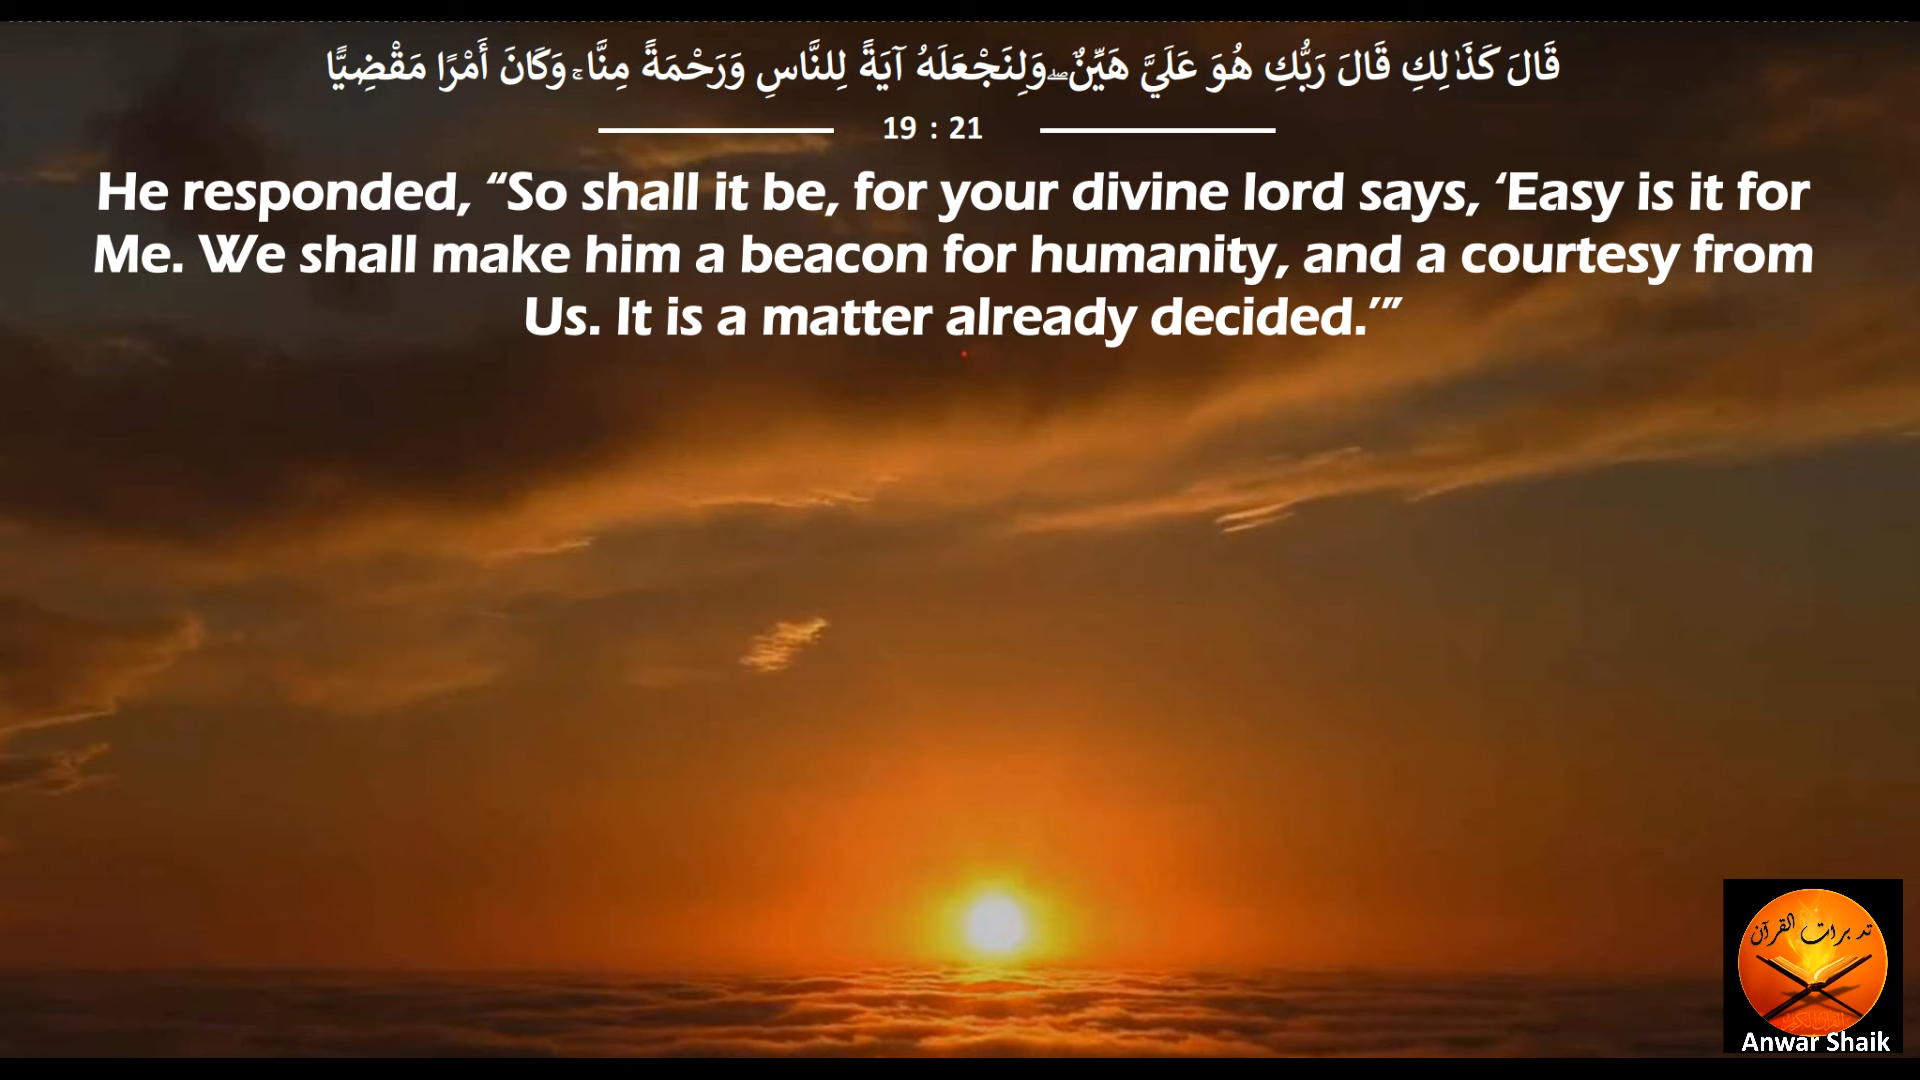 قَالَ كَذَٰلِكِ قَالَ رَبُّكِ هُوَ عَلَيَّ هَيِّنٌ ۖ وَلِنَجْعَلَهُ آيَةً لِلنَّاسِ وَرَحْمَةً مِنَّا ۚ وَكَانَ أَمْرًا مَقْضِيًّا
19 : 21
He responded, “So shall it be, for your divine lord says, ‘Easy is it for
Me. We shall make him a beacon for humanity, and a courtesy from
Us. It is a matter already decided.’”
تدبرات القرآن
Anwar Shaik